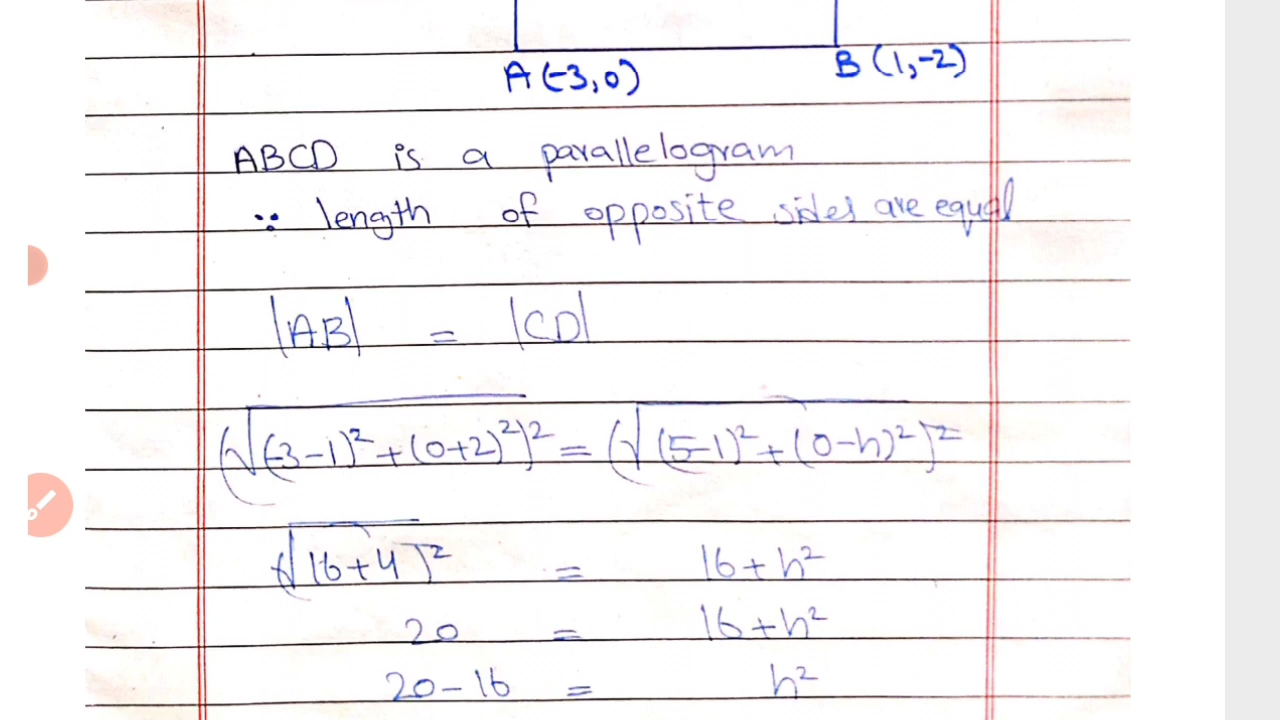 A (-3,0) B (1,-2)
ABCD is a parallelogram
∵ length of opposite sides are equal
|AB| = |CD|
(√(-3-1)²+(0+2)²)² = (√(5-1)²+(0-h)²)²
(√16+4)² = 16+h²
20 = 16+h²
20-16 = h²